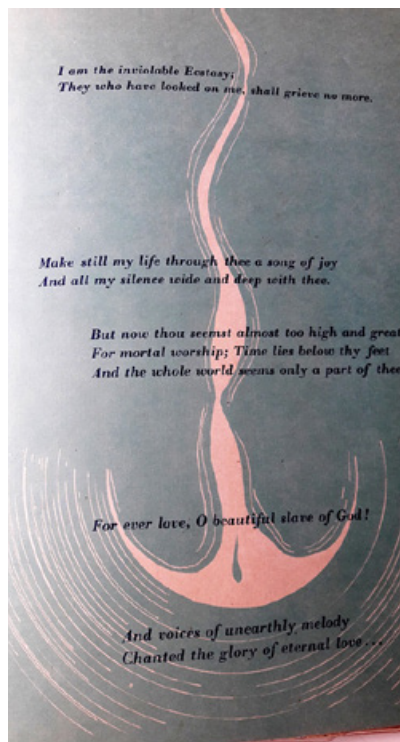 I am the inviolable Ecstasy;
They who have looked on me, shall grieve no more.
Make still my life through thee a song of joy
And all my silence wide and deep with thee.
But now thou seemst almost too high and great
For mortal worship; Time lies below thy feet
And the whole world seems only a part of thee
For ever love, O beautiful slave of God!
And voices of unearthly melody
Chanted the glory of eternal love...